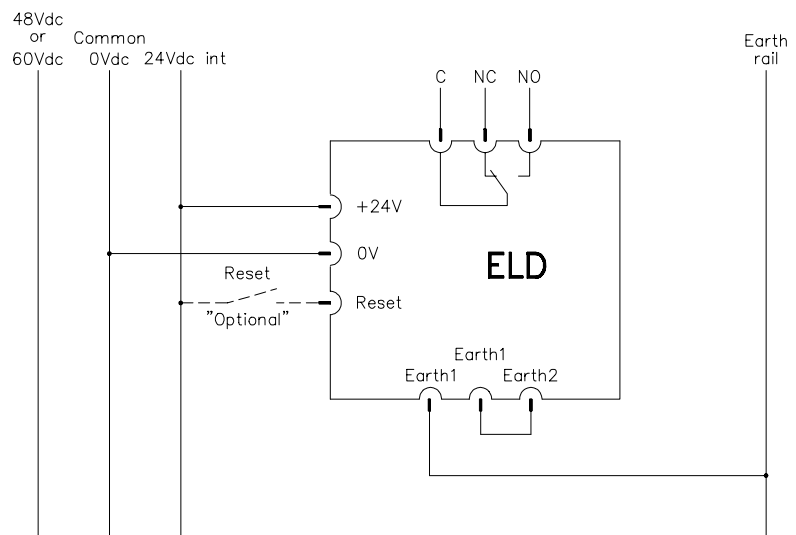 48Vdc
or
60Vdc
Common
0Vdc
24Vdc int
Earth
rail
C
NC
NO
+24V
0V
ELD
Reset
Reset
"Optional"
Earth1
Earth1
Earth2